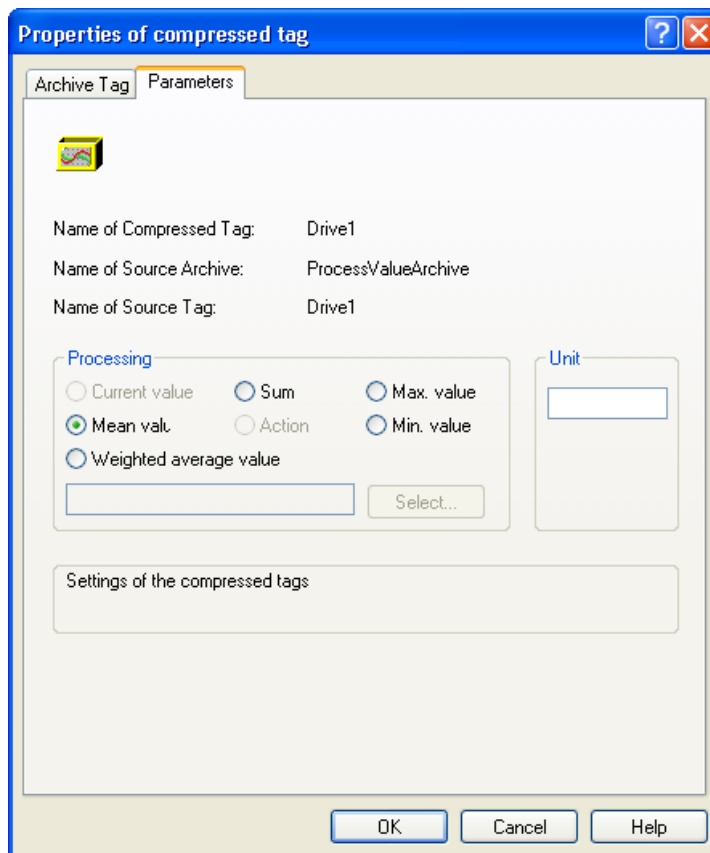 Properties of compressed tag
Archive Tag Parameters
Name of Compressed Tag: Drive1
Name of Source Archive: ProcessValueArchive
Name of Source Tag: Drive1
Processing Unit
Current value Sum Max. value
Mean valu Action Min. value
Weighted average value
Select...
Settings of the compressed tags
OK Cancel Help